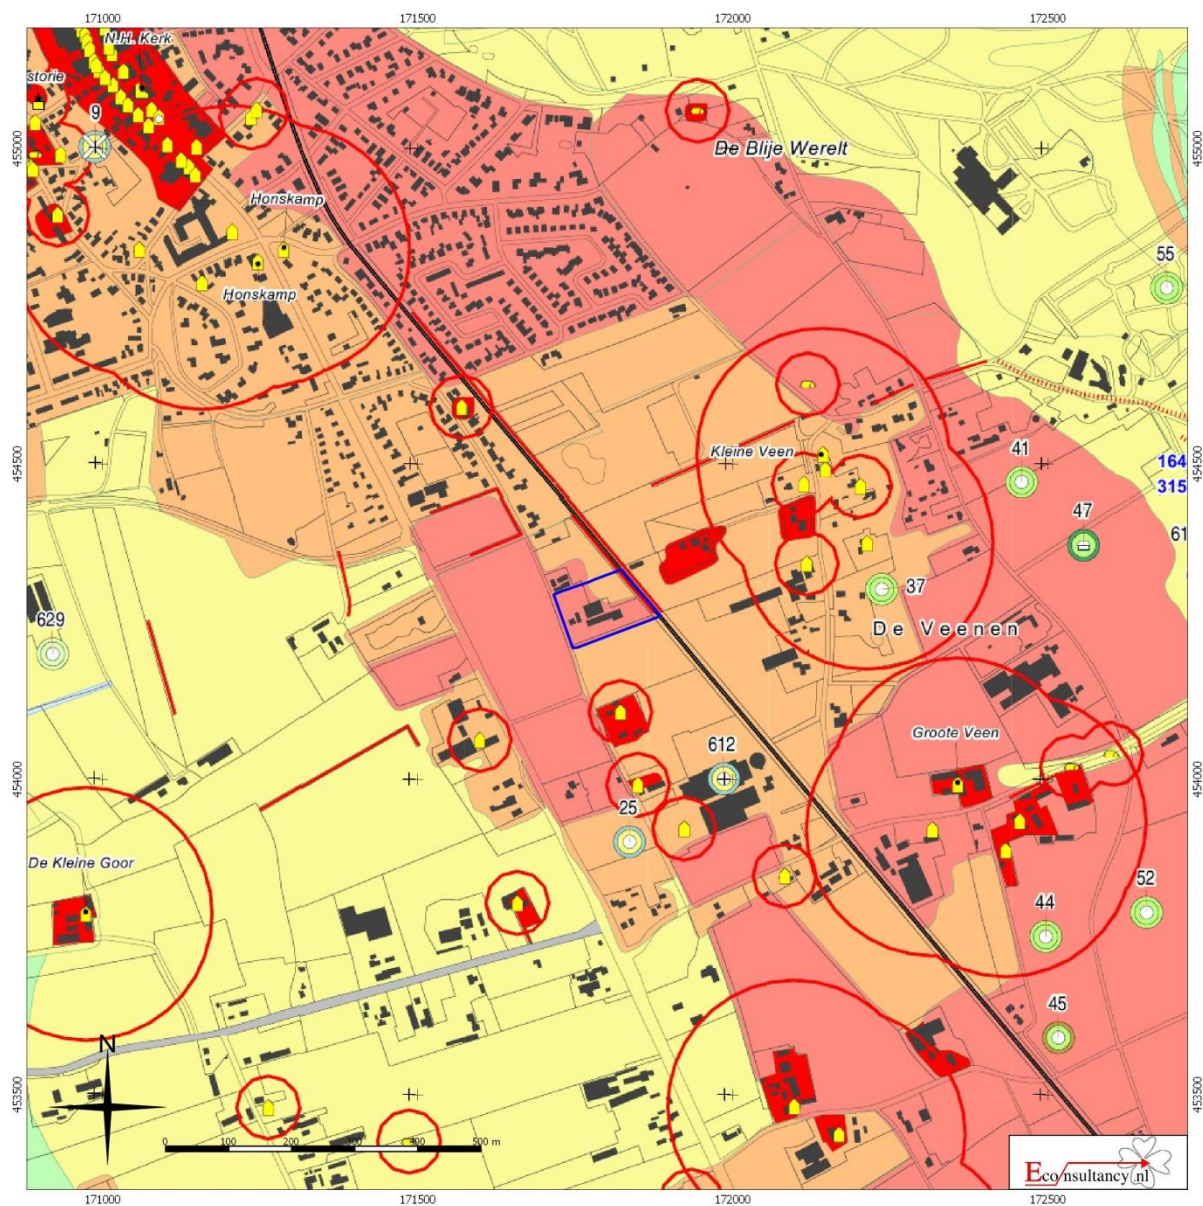 171000 171500 172000 172500
N.H. Kerk
storie
9
455000 455000
De Blije Werelt
Honskamp
55
Honskamp
Kleine Veen
41
454500 454500
164
315
47
61
37
629
De Veenen
Groote Veen
612
454000 454000
25
De Kleine Goor
52
44
45
N
453500 453500
0 100 200 300 400 500 m
Econsultancy.nl
171000 171500 172000 172500